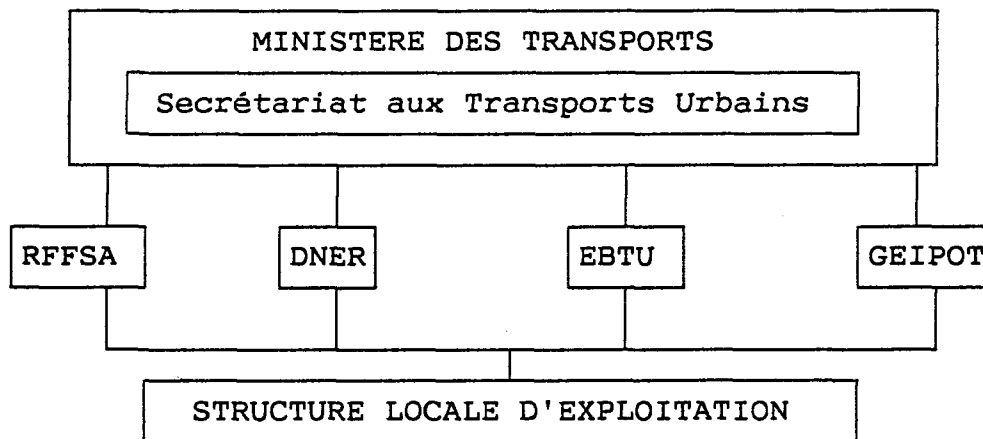 MINISTERE DES TRANSPORTS
Secrétariat aux Transports Urbains
RFFSA DNER EBTU GEIPOT
STRUCTURE LOCALE D'EXPLOITATION